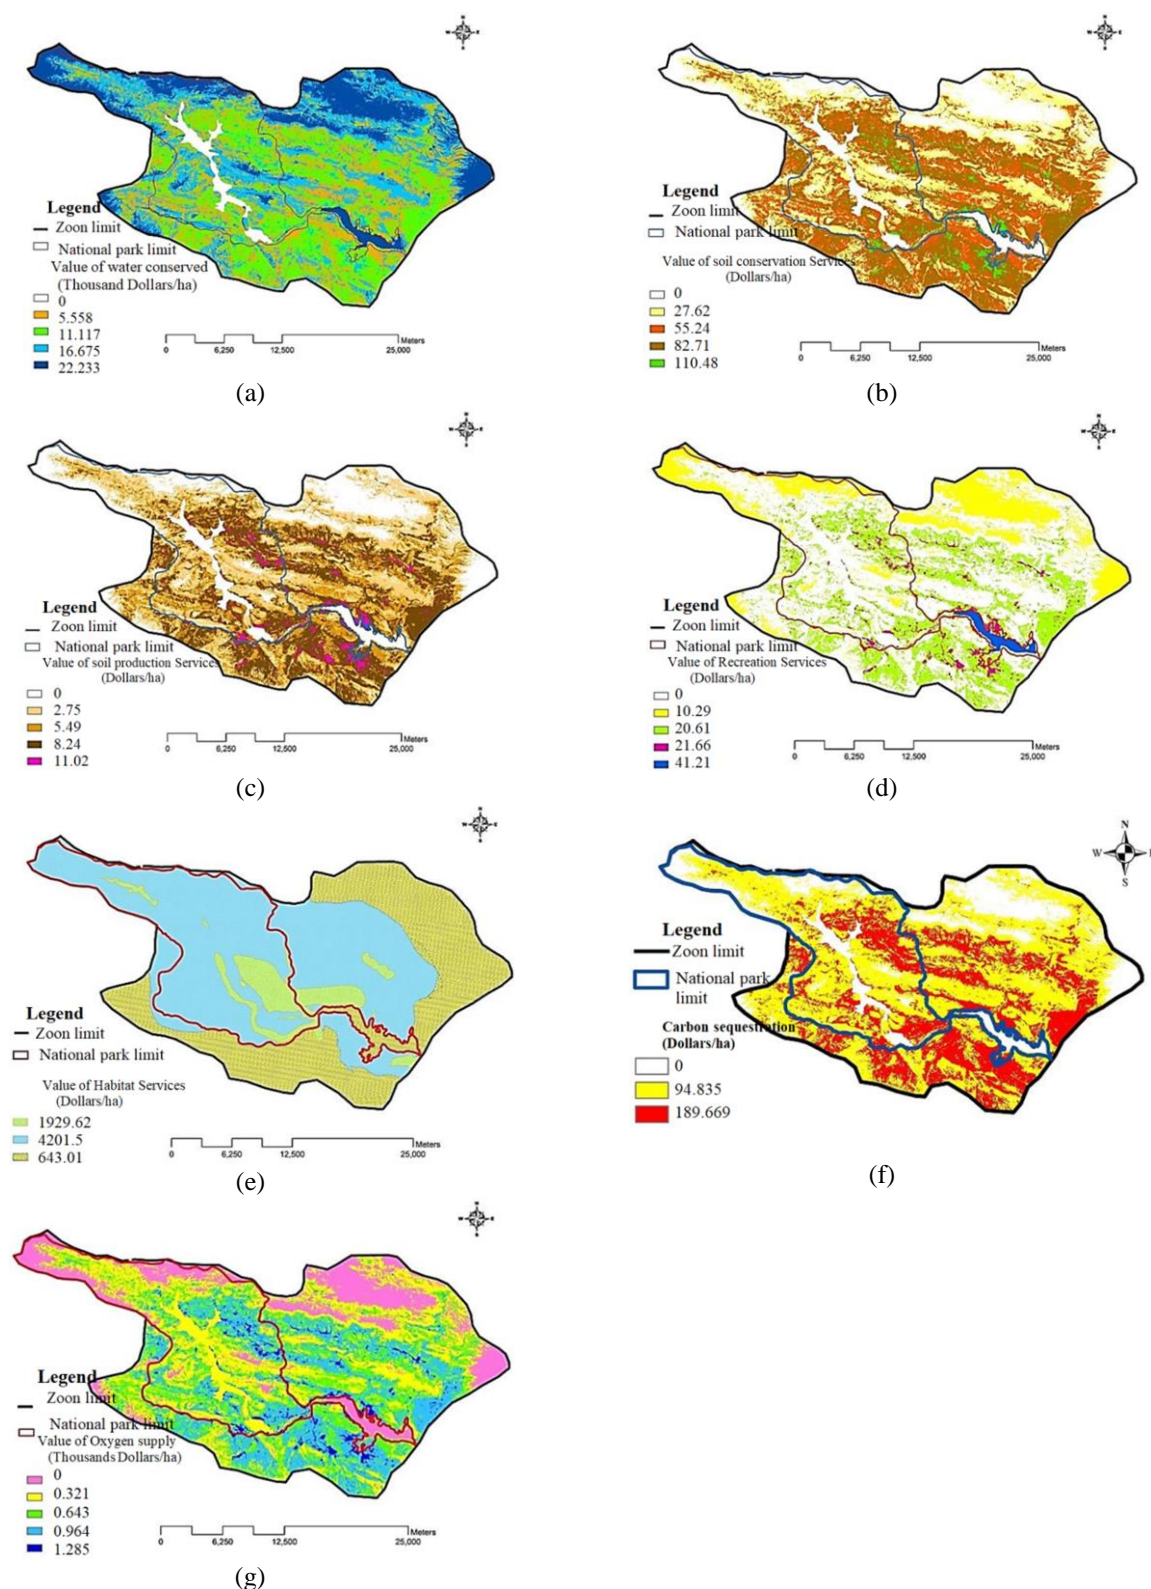 N
W E
S
Legend
Zoon limit
National park limit
Value of water conserved
(Thousand Dollars/ha)
0
5.558
11.117
16.675
22.233
Meters
0 6,250 12,500 25,000
(a)
N
W E
S
Legend
Zoon limit
National park limit
Value of soil conservation Services
(Dollars/ha)
0
27.62
55.24
82.71
110.48
Meters
0 6,250 12,500 25,000
(b)
N
W E
S
Legend
Zoon limit
National park limit
Value of soil production Services
(Dollars/ha)
0
2.75
5.49
8.24
11.02
Meters
0 6,250 12,500 25,000
(c)
N
W E
S
Legend
Zoon limit
National park limit
Value of Recreation Services
(Dollars/ha)
0
10.29
20.61
21.66
41.21
Meters
0 6,250 12,500 25,000
(d)
N
W E
S
Legend
Zoon limit
National park limit
Value of Habitat Services
(Dollars/ha)
1929.62
4201.5
643.01
Meters
0 6,250 12,500 25,000
(e)
N
W E
S
Legend
Zoon limit
National park
limit
Carbon sequestration
(Dollars/ha)
0
94.835
189.669
(f)
N
W E
S
Legend
Zoon limit
National park limit
Value of Oxygen supply
(Thousands Dollars/ha)
0
0.321
0.643
0.964
1.285
Meters
0 6,250 12,500 25,000
(g)